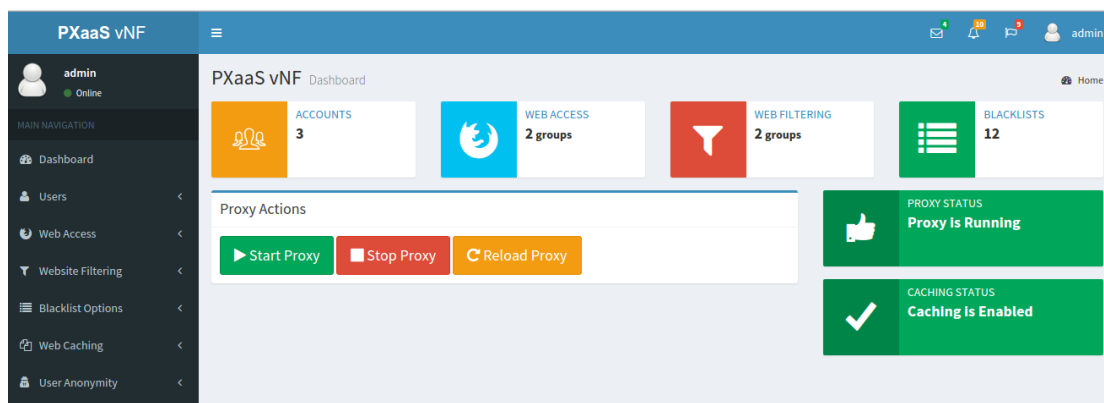 PXaaS vNF
4
10
9
admin
admin
Online
MAIN NAVIGATION
Dashboard
Users
Web Access
Website Filtering
Blacklist Options
Web Caching
User Anonymity
PXaaS vNF Dashboard
Home
ACCOUNTS
3
WEB ACCESS
2 groups
WEB FILTERING
2 groups
BLACKLISTS
12
Proxy Actions
Start Proxy
Stop Proxy
Reload Proxy
PROXY STATUS
Proxy is Running
CACHING STATUS
Caching is Enabled